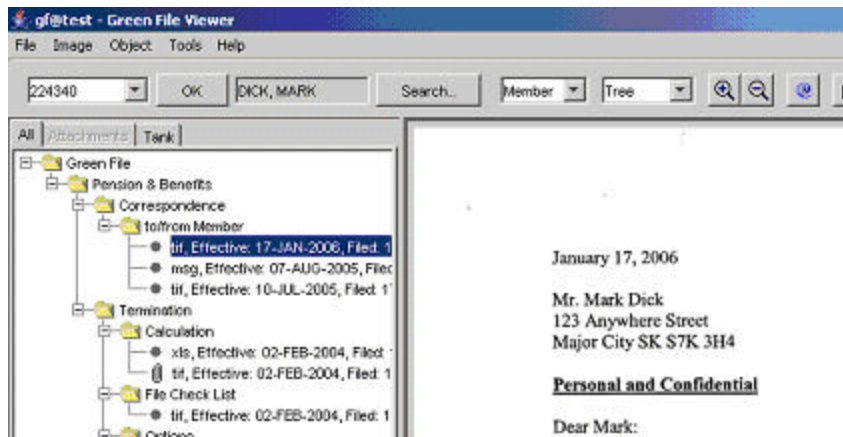 gf@test - Green File Viewer
File Image Object Tools Help
224340 OK DICK, MARK Search... Member Tree
All Attachments Tank
Green File
Pension & Benefits
Correspondence
to/from Member
tif, Effective: 17-JAN-2006, Filed: 1
msg, Effective: 07-AUG-2005, Filed
tif, Effective: 10-JUL-2005, Filed: 1
Termination
Calculation
xls, Effective: 02-FEB-2004, Filed:
tif, Effective: 02-FEB-2004, Filed: 1
File Check List
tif, Effective: 02-FEB-2004, Filed: 1
Options
January 17, 2006
Mr. Mark Dick
123 Anywhere Street
Major City SK S7K 3H4
Personal and Confidential
Dear Mark: